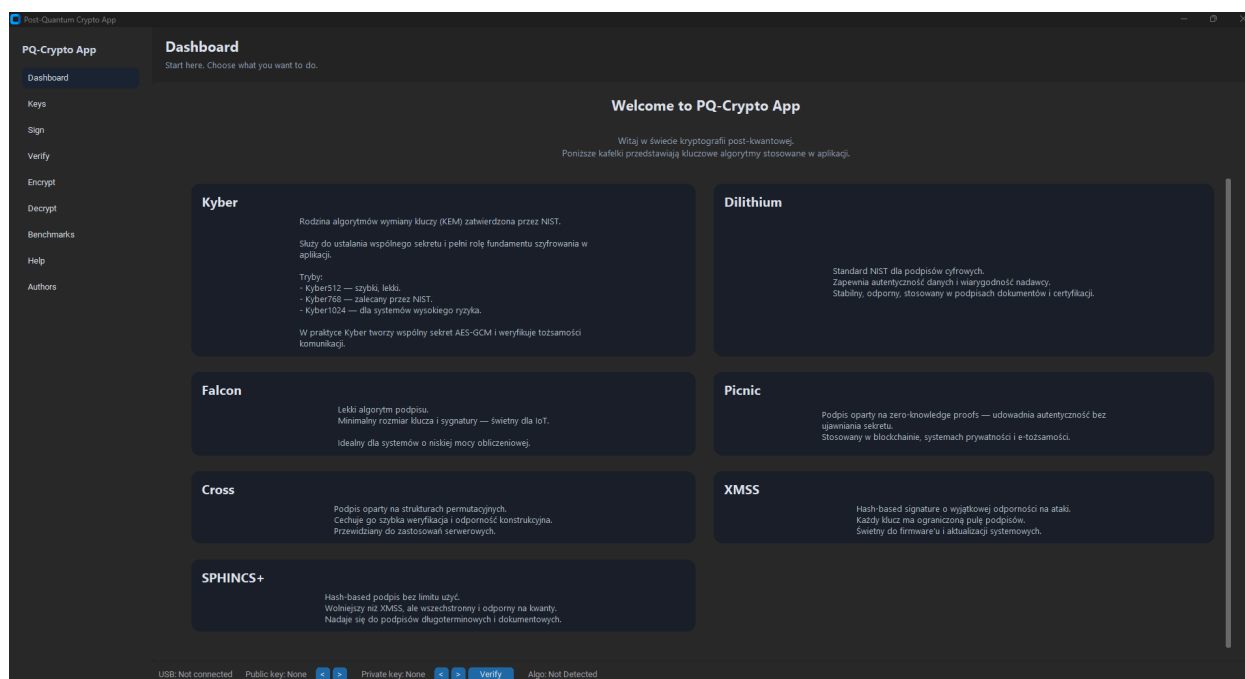 Post-Quantum Crypto App
PQ-Crypto App
Dashboard
Keys
Sign
Verify
Encrypt
Decrypt
Benchmarks
Help
Authors
Dashboard
Start here. Choose what you want to do.
Welcome to PQ-Crypto App
Witaj w świecie kryptografii post-kwantowej.
Poniższe kafelki przedstawiają kluczowe algorytmy stosowane w aplikacji.
Kyber
Rodzina algorytmów wymiany kluczy (KEM) zatwierdzona przez NIST.
Służy do ustalania wspólnego sekretu i pełni rolę fundamentu szyfrowania w
aplikacji.
Tryby:
- Kyber512 — szybki, lekki.
- Kyber768 — zalecany przez NIST.
- Kyber1024 — dla systemów wysokiego ryzyka.
W praktyce Kyber tworzy wspólny sekret AES-GCM i weryfikuje tożsamości
komunikacji.
Dilithium
Standard NIST dla podpisów cyfrowych.
Zapewnia autentyczność danych i wiarygodność nadawcy.
Stabilny, odporny, stosowany w podpisach dokumentów i certyfikacji.
Falcon
Lekki algorytm podpisu.
Minimalny rozmiar klucza i sygnatury — świetny dla IoT.
Idealny dla systemów o niskiej mocy obliczeniowej.
Picnic
Podpis oparty na zero-knowledge proofs — udowadnia autentyczność bez
ujawniania sekretu.
Stosowany w blockchainie, systemach prywatności i e-tożsamości.
Cross
Podpis oparty na strukturach permutacyjnych.
Cechuje go szybka weryfikacja i odporność konstrukcyjna.
Przewidziany do zastosowań serwerowych.
XMSS
Hash-based signature o wyjątkowej odporności na ataki.
Każdy klucz ma ograniczoną pulę podpisów.
Świetny do firmware'u i aktualizacji systemowych.
SPHINCS+
Hash-based podpis bez limitu użyć.
Wolniejszy niż XMSS, ale wszechstronny i odporny na kwanty.
Nadaje się do podpisów długoterminowych i dokumentowych.
USB: Not connected Public key: None < > Private key: None < > Verify Algo: Not Detected